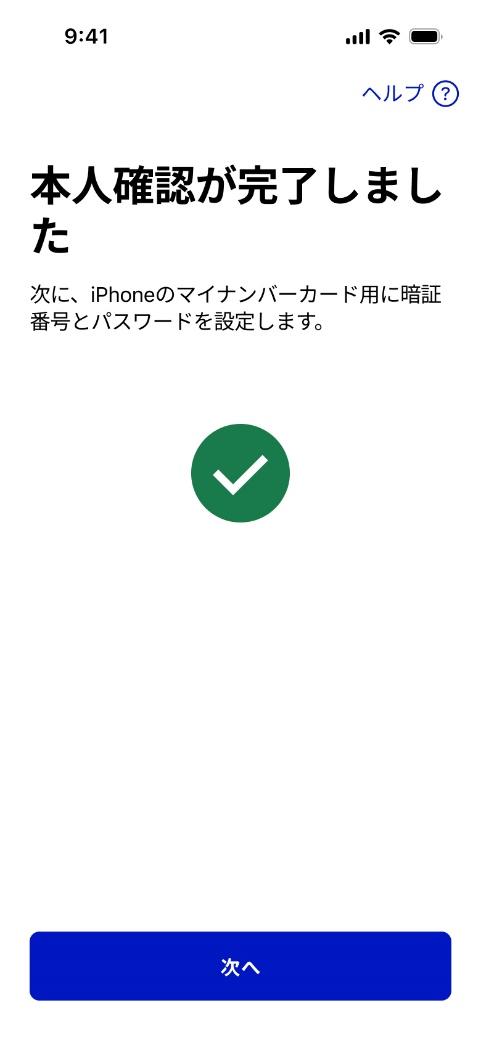 9:41
ヘルプ ?
本人確認が完了しまし
た
次に、iPhoneのマイナンバーカード用に暗証
番号とパスワードを設定します。
次へ